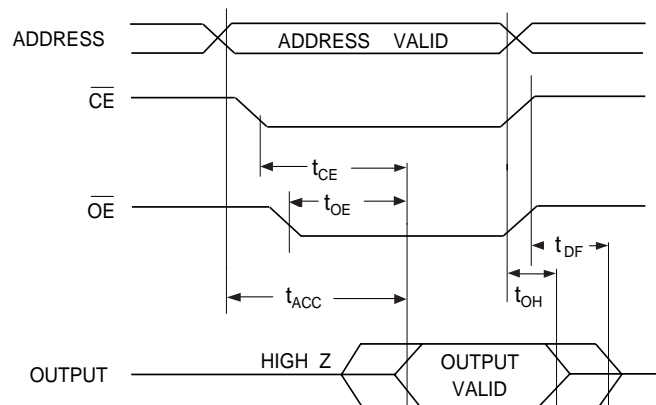 ADDRESS
ADDRESS VALID
CE
tCE
OE
tOE
tDF
tACC
tOH
HIGH Z
OUTPUT
OUTPUT
VALID